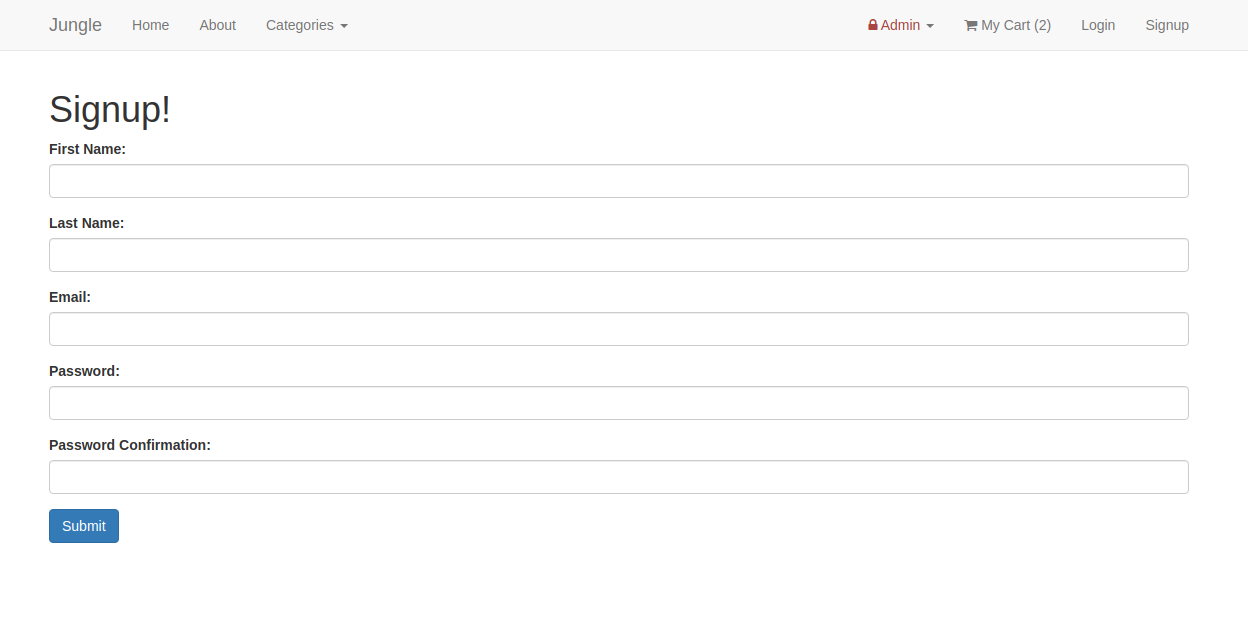 Jungle Home About Categories Admin My Cart (2) Login Signup
Signup!
First Name:
Last Name:
Email:
Password:
Password Confirmation:
Submit